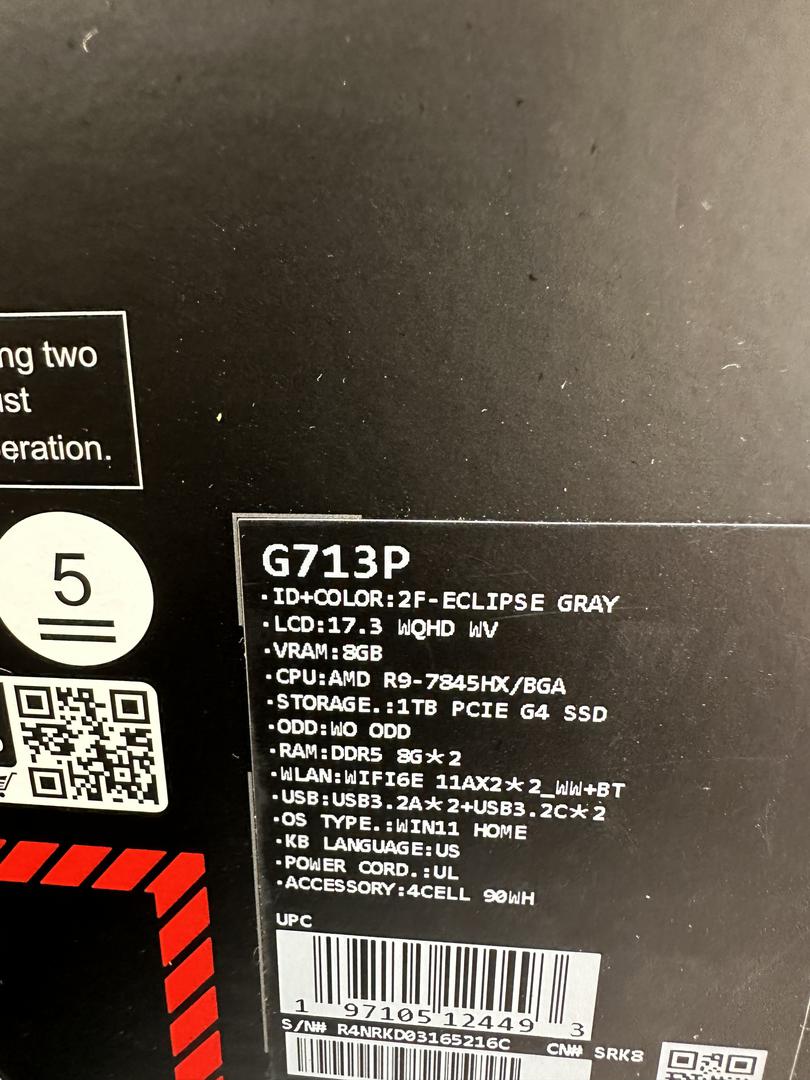 ng two
ust
eration.
5
G713P
·ID+COLOR:2F-ECLIPSE GRAY
·LCD:17.3 WQHD WV
·VRAM:8GB
·CPU:AMD R9-7845HX/BGA
·STORAGE.:1TB PCIE G4 SSD
·ODD:WO ODD
·RAM:DDR5 8G*2
·WLAN:WIFI6E 11AX2*2_WW+BT
·USB:USB3.2A*2+USB3.2C*2
·OS TYPE.:WIN11 HOME
·KB LANGUAGE:US
·POWER CORD.:UL
·ACCESSORY:4CELL 90WH
UPC
1 97105 12449 3
S/N# R4NRKD03165216C CN# SRK8